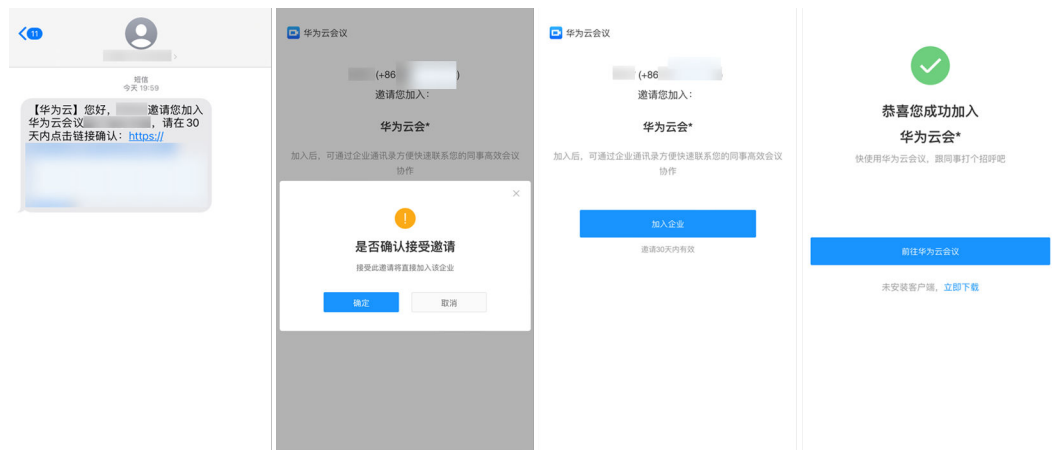 11
短信
今天 19:59
【华为云】您好，邀请您加入
华为云会议，请在 30
天内点击链接确认：https://
华为云会议
(+86)
邀请您加入：
华为云会*
加入后，可通过企业通讯录方便快速联系您的同事高效会议
协作
是否确认接受邀请
接受此邀请将直接加入该企业
确定
取消
华为云会议
(+86
邀请您加入：
华为云会*
加入后，可通过企业通讯录方便快速联系您的同事高效会议
协作
加入企业
邀请30天内有效
恭喜您成功加入
华为云会*
快使用华为云会议，跟同事打个招呼吧
前往华为云会议
未安装客户端，立即下载